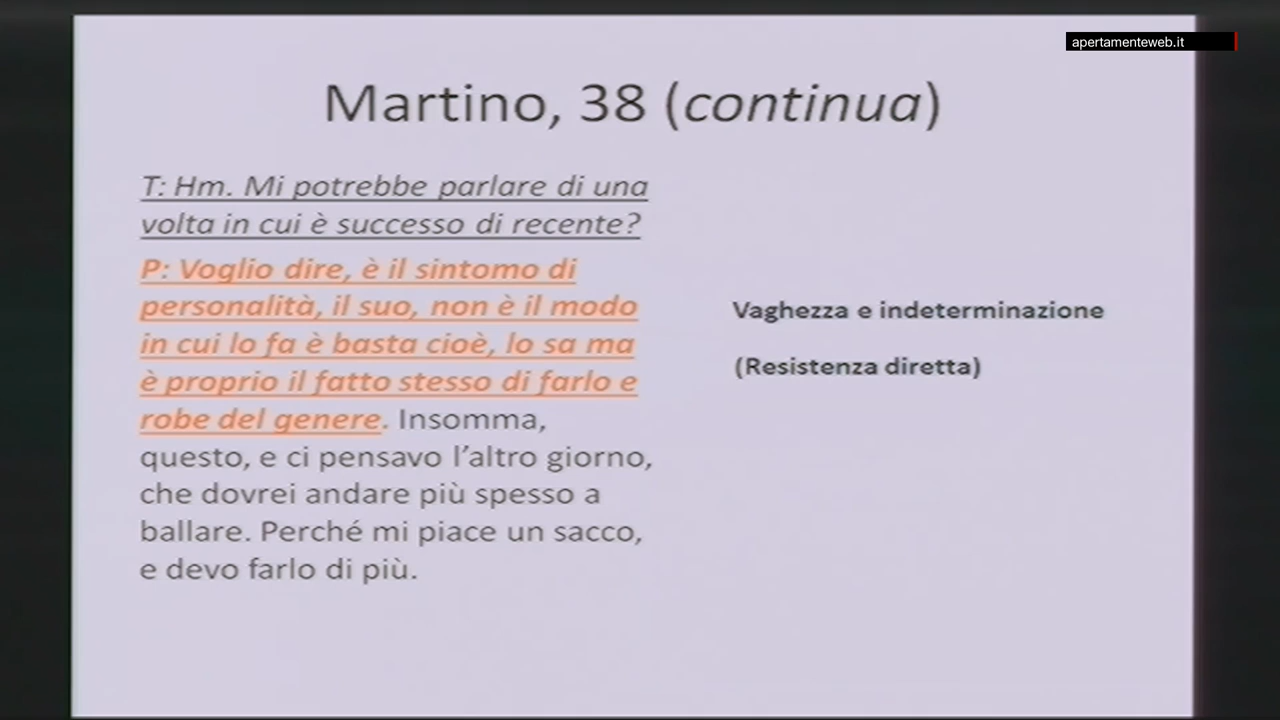 apertamenteweb.it
Martino, 38 (continua)
T: Hm. Mi potrebbe parlare di una
volta in cui è successo di recente?
P: Voglio dire, è il sintomo di
personalità, il suo, non è il modo
in cui lo fa è basta cioè, lo sa ma
è proprio il fatto stesso di farlo e
robe del genere. Insomma,
questo, e ci pensavo l'altro giorno,
che dovrei andare più spesso a
ballare. Perché mi piace un sacco,
e devo farlo di più.
Vaghezza e indeterminazione
(Resistenza diretta)